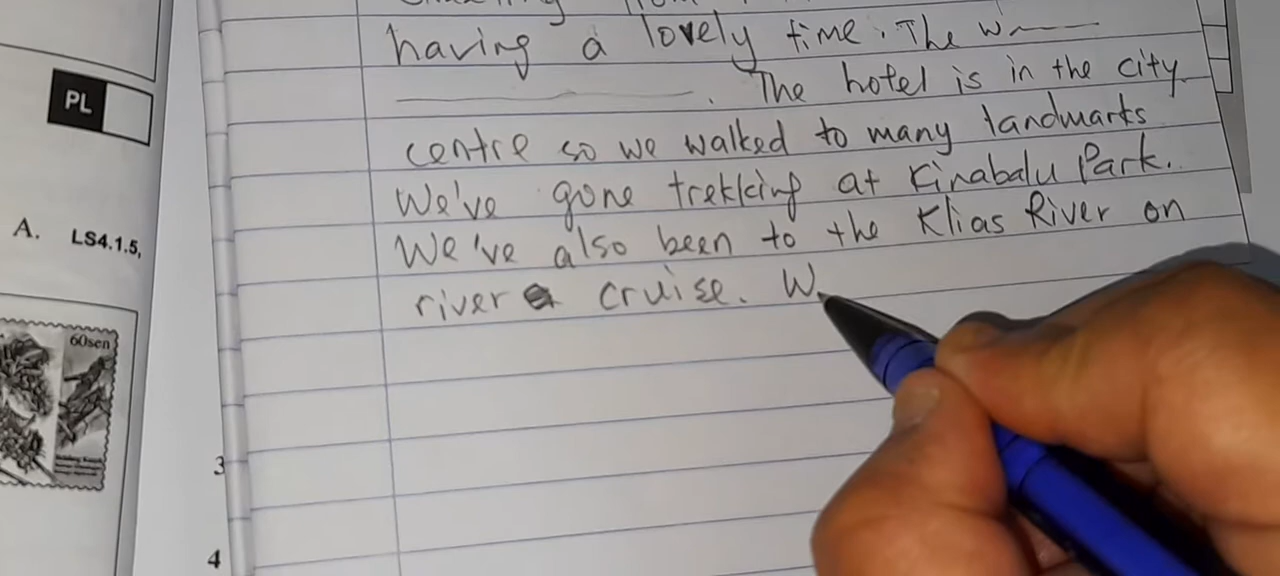 having a lovely time. The w
. The hotel is in the city
centre so we walked to many landmarks
We've gone trekking at Kinabalu Park.
We've also been to the Klias River on
river a cruise. W
PL
A. LS4.1.5,
60sen
3
4